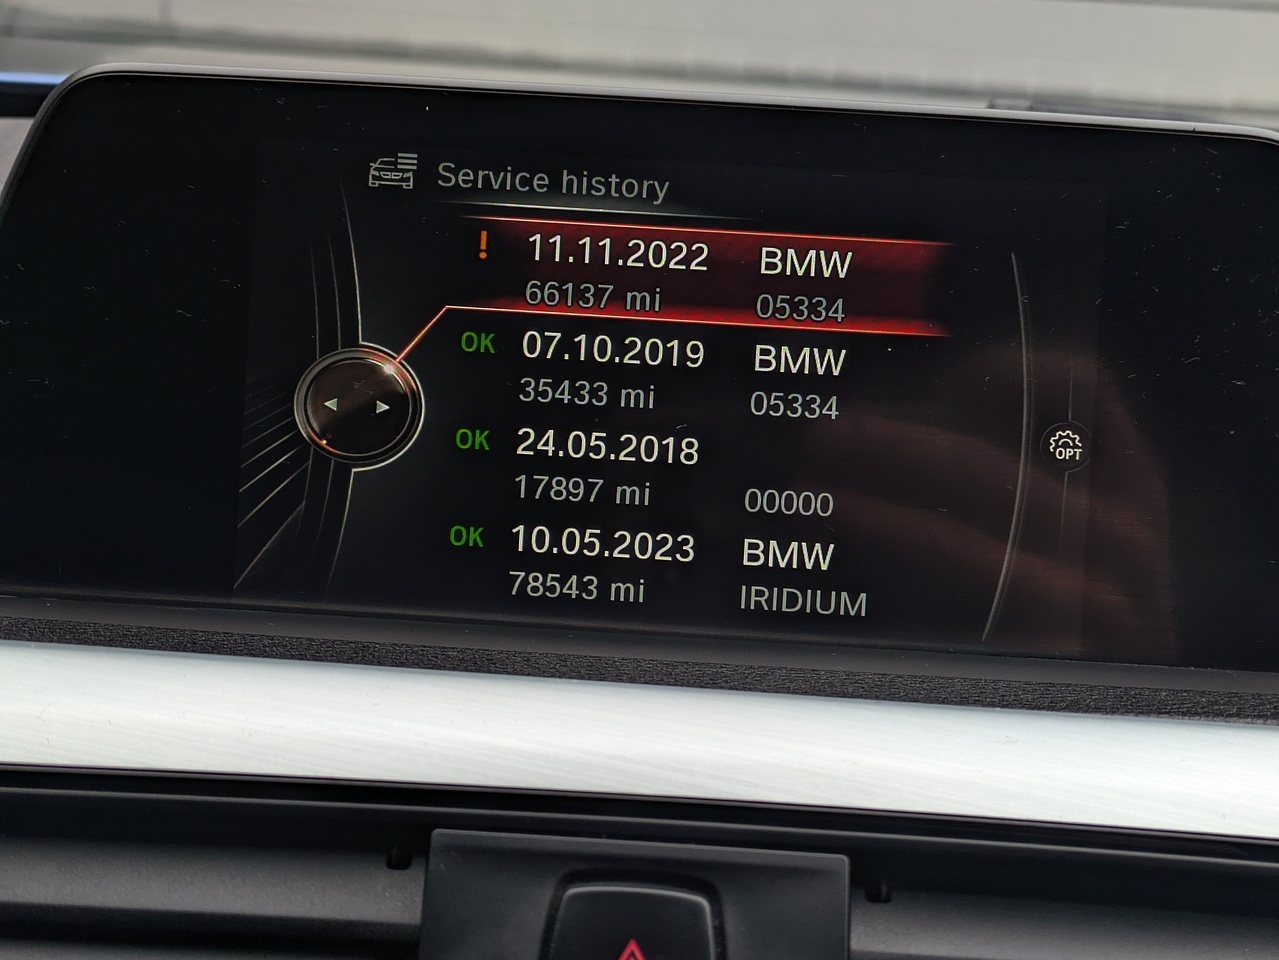 Service history
! 11.11.2022 BMW
66137 mi 05334
OK 07.10.2019 BMW
35433 mi 05334
OK 24.05.2018
17897 mi 00000
OK 10.05.2023 BMW
78543 mi IRIDIUM
OPT